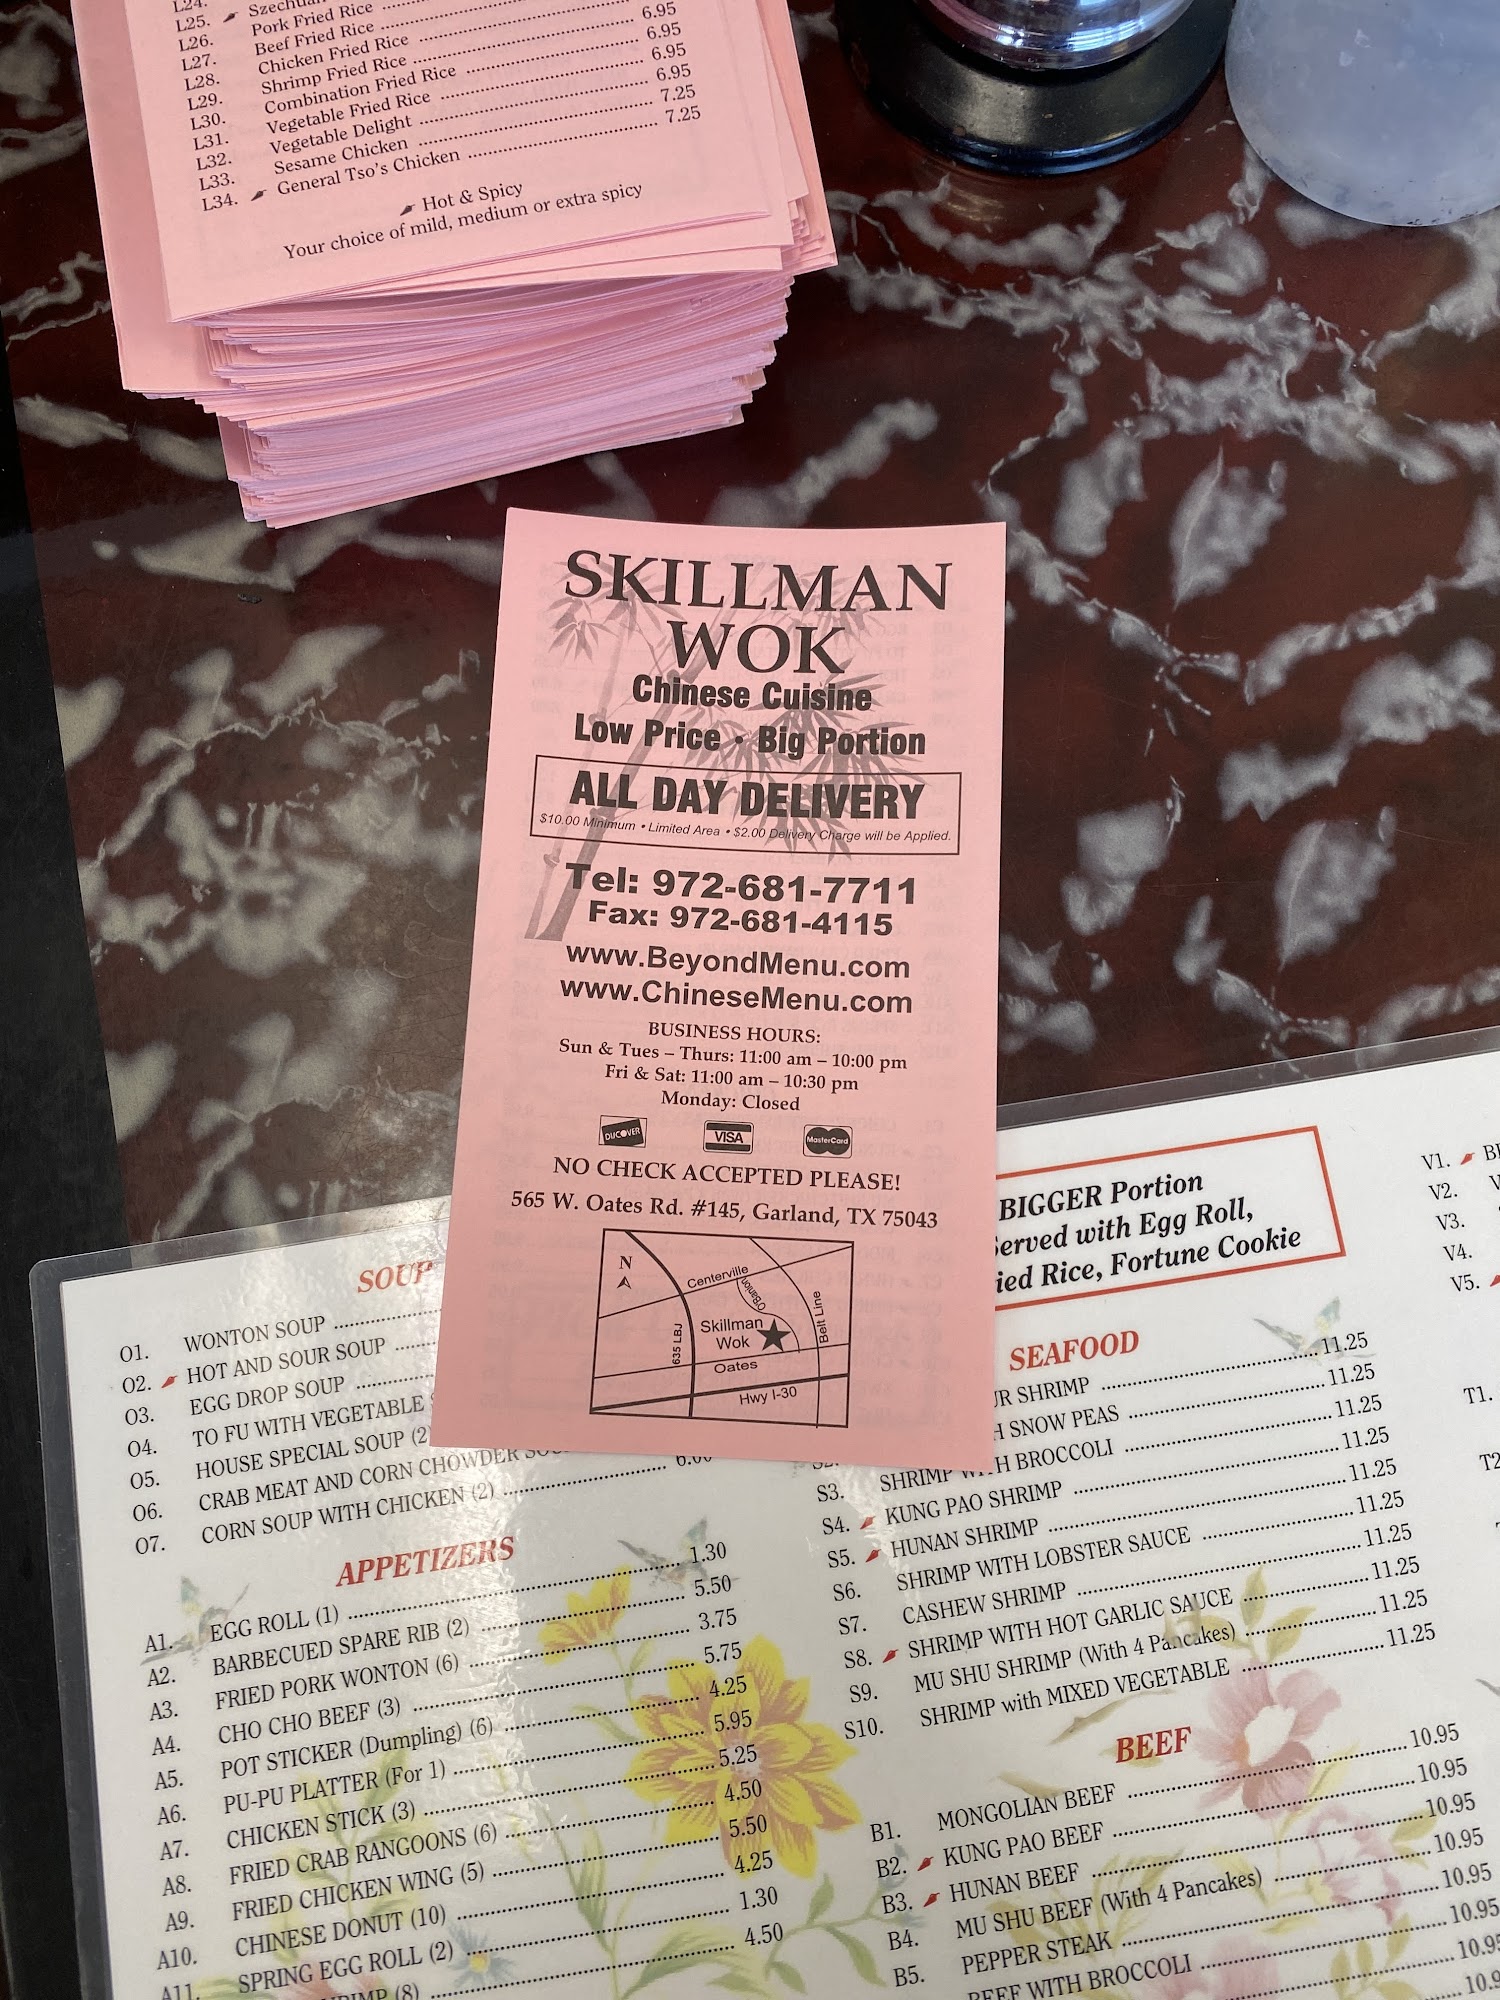 L24.
L25. Szechuan
L26. Pork Fried Rice
L27. Beef Fried Rice
L28. Chicken Fried Rice
L29. Shrimp Fried Rice 6.95
L30. Combination Fried Rice 6.95
L31. Vegetable Fried Rice 6.95
L32. Vegetable Delight 6.95
L33. Sesame Chicken 7.25
L34. General Tso's Chicken 7.25
Hot & Spicy
Your choice of mild, medium or extra spicy
SKILLMAN
WOK
Chinese Cuisine
Low Price • Big Portion
ALL DAY DELIVERY
$10.00 Minimum • Limited Area • $2.00 Delivery Charge will be Applied.
Tel: 972-681-7711
Fax: 972-681-4115
www.BeyondMenu.com
www.ChineseMenu.com
BUSINESS HOURS:
Sun & Tues – Thurs: 11:00 am – 10:00 pm
Fri & Sat: 11:00 am – 10:30 pm
Monday: Closed
DISCOVER VISA MasterCard
NO CHECK ACCEPTED PLEASE!
565 W. Oates Rd. #145, Garland, TX 75043
N
Centerville
O'Banion
Belt Line
635 LBJ
Skillman
Wok
Oates
Hwy I-30
SOUP
O1. WONTON SOUP
O2. HOT AND SOUR SOUP
O3. EGG DROP SOUP
O4. TO FU WITH VEGETABLE
O5. HOUSE SPECIAL SOUP (2
O6. CRAB MEAT AND CORN CHOWDER
O7. CORN SOUP WITH CHICKEN (2) 6.00
APPETIZERS
A1. EGG ROLL (1) 1.30
A2. BARBECUED SPARE RIB (2) 5.50
A3. FRIED PORK WONTON (6) 3.75
A4. CHO CHO BEEF (3) 5.75
A5. POT STICKER (Dumpling) (6) 4.25
A6. PU-PU PLATTER (For 1) 5.95
A7. CHICKEN STICK (3) 5.25
A8. FRIED CRAB RANGOONS (6) 4.50
A9. FRIED CHICKEN WING (5) 5.50
A10. CHINESE DONUT (10) 4.25
A11. SPRING EGG ROLL (2) 1.30
RIMP (8) 4.50
BIGGER Portion
Served with Egg Roll,
ied Rice, Fortune Cookie
SEAFOOD
UR SHRIMP 11.25
H SNOW PEAS 11.25
S3. SHRIMP WITH BROCCOLI 11.25
S4. KUNG PAO SHRIMP 11.25
S5. HUNAN SHRIMP 11.25
S6. SHRIMP WITH LOBSTER SAUCE 11.25
S7. CASHEW SHRIMP 11.25
S8. SHRIMP WITH HOT GARLIC SAUCE 11.25
S9. MU SHU SHRIMP (With 4 Pancakes) 11.25
S10. SHRIMP with MIXED VEGETABLE 11.25
BEEF
B1. MONGOLIAN BEEF 10.95
B2. KUNG PAO BEEF 10.95
B3. HUNAN BEEF 10.95
B4. MU SHU BEEF (With 4 Pancakes) 10.95
B5. PEPPER STEAK 10.95
BEEF WITH BROCCOLI 10.95
V1.
V2.
V3.
V4.
V5.
T1.
T2